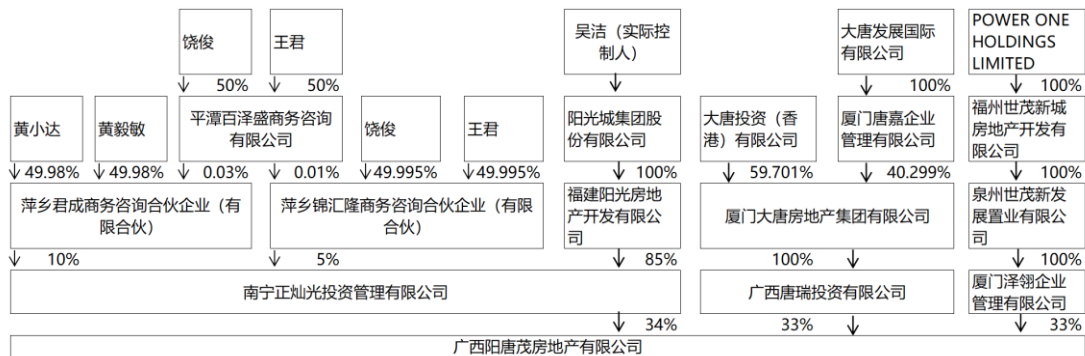 饶俊
王君
吴洁（实际控
制人）
大唐发展国际
有限公司
POWER ONE
HOLDINGS
LIMITED
50%
50%
100%
100%
黄小达
黄毅敏
平潭百泽盛商务咨询
有限公司
饶俊
王君
阳光城集团股
份有限公司
大唐投资（香
港）有限公司
厦门唐嘉企业
管理有限公司
福州世茂新城
房地产开发有
限公司
49.98%
49.98%
0.03%
0.01%
49.995%
49.995%
100%
59.701%
40.299%
100%
萍乡君成商务咨询合伙企业（有
限合伙）
萍乡锦汇隆商务咨询合伙企业（有限
合伙）
福建阳光房地
产开发有限公
司
厦门大唐房地产集团有限公司
泉州世茂新发
展置业有限公
司
10%
5%
85%
100%
100%
南宁正灿光投资管理有限公司
广西唐瑞投资有限公司
厦门泽翎企业
管理有限公司
34%
33%
33%
广西阳唐茂房地产有限公司